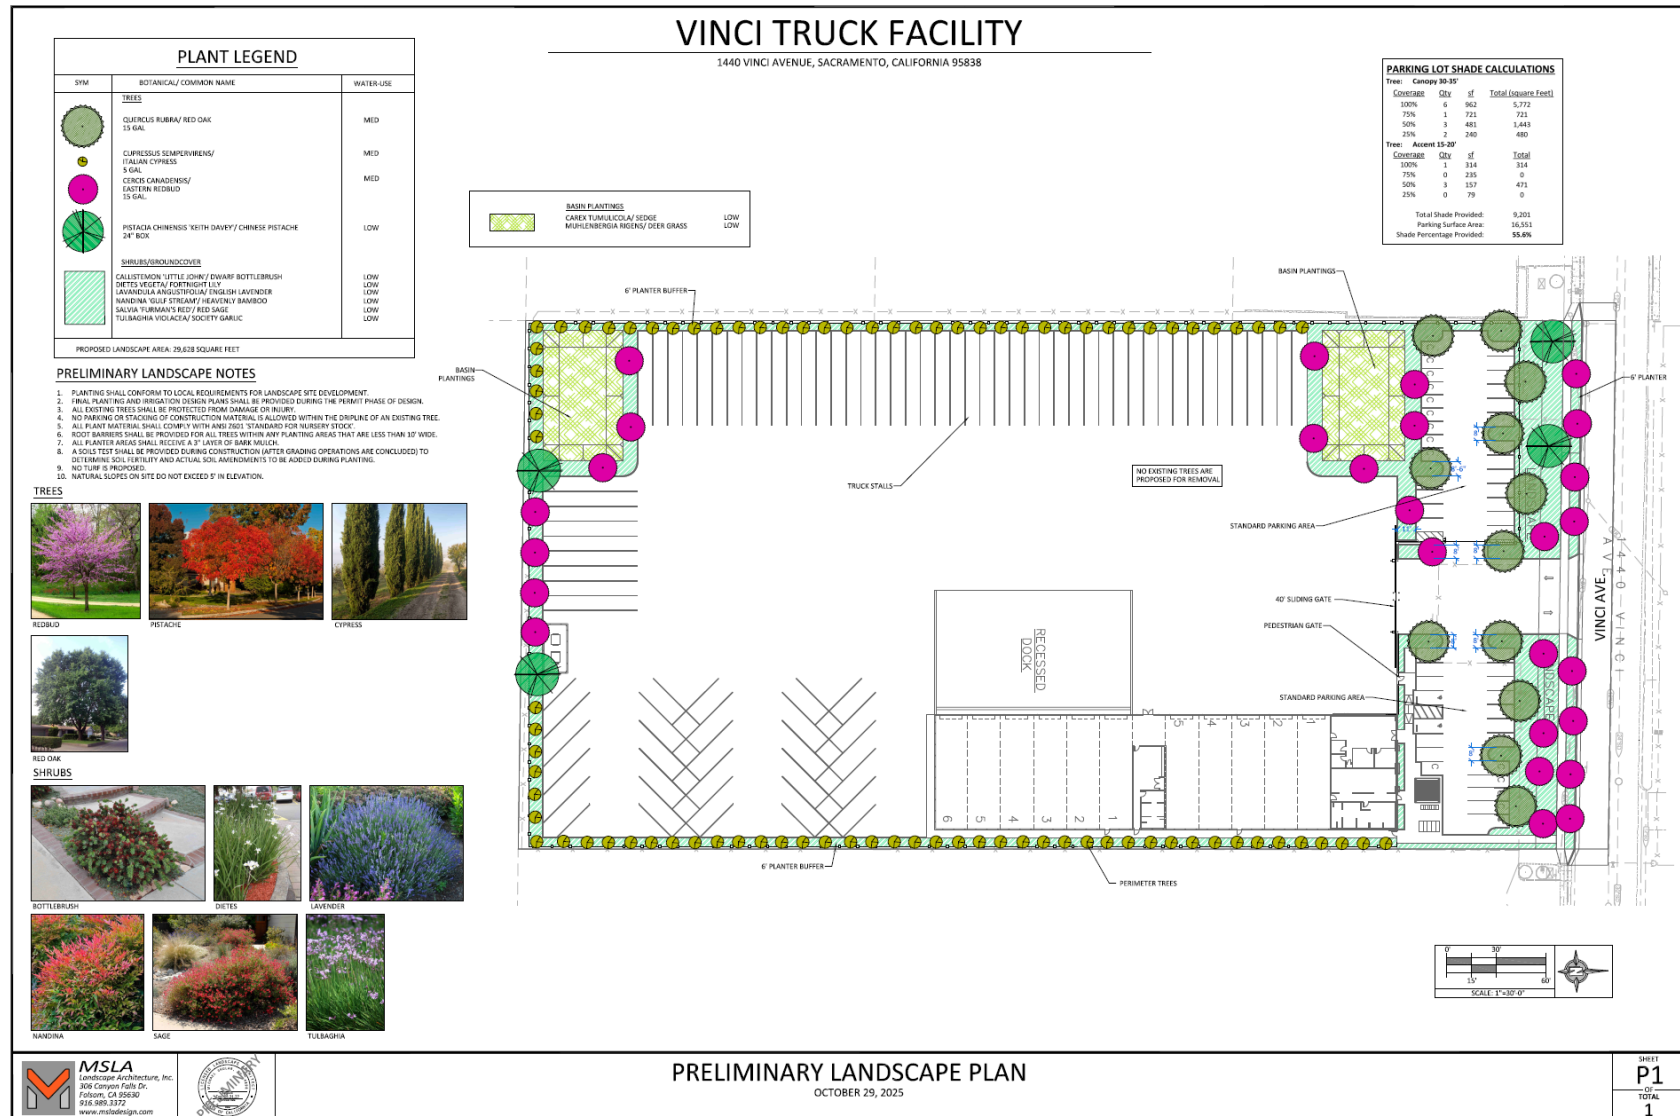 VINCI TRUCK FACILITY
1440 VINCI AVENUE, SACRAMENTO, CALIFORNIA 95838
PLANT LEGEND
SYM BOTANICAL/ COMMON NAME WATER-USE
TREES
QUERCUS RUBRA/ RED OAK MED
15 GAL
CUPRESSUS SEMPERVIRENS/ MED
ITALIAN CYPRESS
5 GAL
CERCIS CANADENSIS/ MED
EASTERN REDBUD
15 GAL.
PISTACIA CHINENSIS 'KEITH DAVEY'/ CHINESE PISTACHE LOW
24" BOX
SHRUBS/GROUNDCOVER
CALLISTEMON 'LITTLE JOHN'/ DWARF BOTTLEBRUSH LOW
DIETES VEGETA/ FORTNIGHT LILY LOW
LAVANDULA ANGUSTIFOLIA/ ENGLISH LAVENDER LOW
NANDINA 'GULF STREAM'/ HEAVENLY BAMBOO LOW
SALVIA 'FURMAN'S RED'/ RED SAGE LOW
TULBAGHIA VIOLACEA/ SOCIETY GARLIC LOW
PROPOSED LANDSCAPE AREA: 29,628 SQUARE FEET
BASIN PLANTINGS
CAREX TUMULICOLA/ SEDGE LOW
MUHLENBERGIA RIGENS/ DEER GRASS LOW
PARKING LOT SHADE CALCULATIONS
Tree: Canopy 30-35'
Coverage Qty sf Total (square Feet)
100% 6 962 5,772
75% 1 721 721
50% 3 481 1,443
25% 2 240 480
Tree: Accent 15-20'
Coverage Qty sf Total
100% 1 314 314
75% 0 235 0
50% 3 157 471
25% 0 79 0
Total Shade Provided: 9,201
Parking Surface Area: 16,551
Shade Percentage Provided: 55.6%
PRELIMINARY LANDSCAPE NOTES
1. PLANTING SHALL CONFORM TO LOCAL REQUIREMENTS FOR LANDSCAPE SITE DEVELOPMENT.
2. FINAL PLANTING AND IRRIGATION DESIGN PLANS SHALL BE PROVIDED DURING THE PERMIT PHASE OF DESIGN.
3. ALL EXISTING TREES SHALL BE PROTECTED FROM DAMAGE OR INJURY.
4. NO PARKING OR STACKING OF CONSTRUCTION MATERIAL IS ALLOWED WITHIN THE DRIPLINE OF AN EXISTING TREE.
5. ALL PLANT MATERIAL SHALL COMPLY WITH ANSI Z601 'STANDARD FOR NURSERY STOCK'.
6. ROOT BARRIERS SHALL BE PROVIDED FOR ALL TREES WITHIN ANY PLANTING AREAS THAT ARE LESS THAN 10' WIDE.
7. ALL PLANTER AREAS SHALL RECEIVE A 3" LAYER OF BARK MULCH.
8. A SOILS TEST SHALL BE PROVIDED DURING CONSTRUCTION (AFTER GRADING OPERATIONS ARE CONCLUDED) TO
DETERMINE SOIL FERTILITY AND ACTUAL SOIL AMENDMENTS TO BE ADDED DURING PLANTING.
9. NO TURF IS PROPOSED.
10. NATURAL SLOPES ON SITE DO NOT EXCEED 5' IN ELEVATION.
TREES
REDBUD
PISTACHE
CYPRESS
RED OAK
SHRUBS
BOTTLEBRUSH
DIETES
LAVENDER
NANDINA
SAGE
TULBAGHIA
6' PLANTER BUFFER
BASIN PLANTINGS
BASIN
PLANTINGS
6' PLANTER
TRUCK STALLS
NO EXISTING TREES ARE
PROPOSED FOR REMOVAL
STANDARD PARKING AREA
40' SLIDING GATE
PEDESTRIAN GATE
STANDARD PARKING AREA
VINCI AVE.
1440 VINCI
AVE
RECESSED
DOCK
5 4 3 2 1
6 5 4 3 2 1
6' PLANTER BUFFER
PERIMETER TREES
0' 30'
15' 60'
SCALE: 1"=30'-0"
N
MSLA
Landscape Architecture, Inc.
306 Canyon Falls Dr.
Folsom, CA 95630
916.989.3372
www.msladesign.com
PRELIMINARY
PRELIMINARY LANDSCAPE PLAN
OCTOBER 29, 2025
SHEET
P1
OF
TOTAL
1